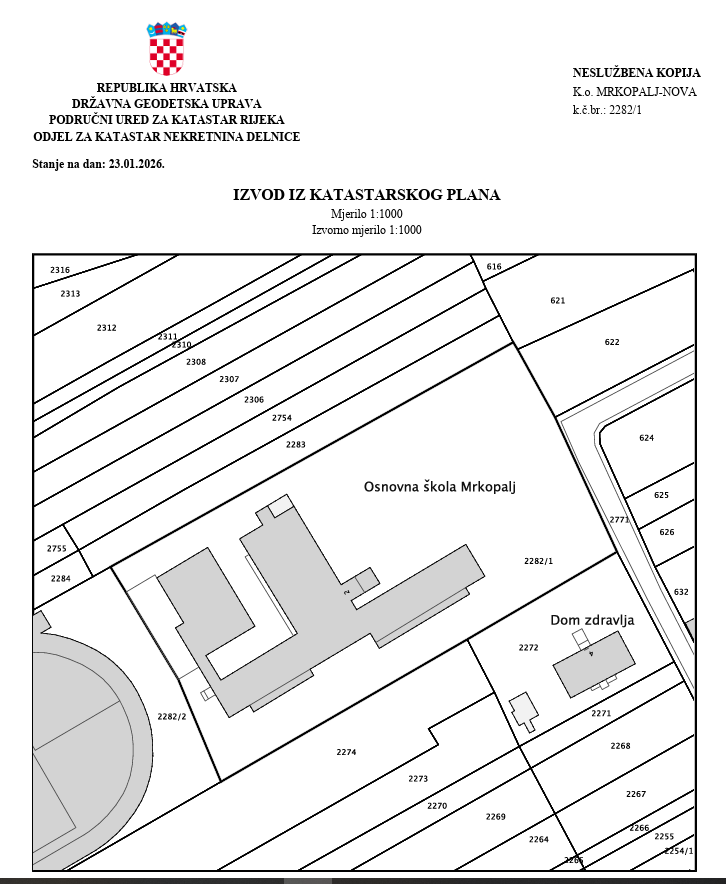 REPUBLIKA HRVATSKA
DRŽAVNA GEODETSKA UPRAVA
PODRUČNI URED ZA KATASTAR RIJEKA
ODJEL ZA KATASTAR NEKRETNINA DELNICE
Stanje na dan: 23.01.2026.
NESLUŽBENA KOPIJA
K.o. MRKOPALJ-NOVA
k.č.br.: 2282/1
IZVOD IZ KATASTARSKOG PLANA
Mjerilo 1:1000
Izvorno mjerilo 1:1000
616
2316
2313
621
2312
2311
2310
622
2308
2307
2306
2754
624
2283
Osnovna škola Mrkopalj
625
2771
626
2755
2282/1
2284
632
2
Dom zdravlja
2272
4
2282/2
2271
2274
2268
2273
2267
2270
2269
2266
2264
2255
2254/1
2265